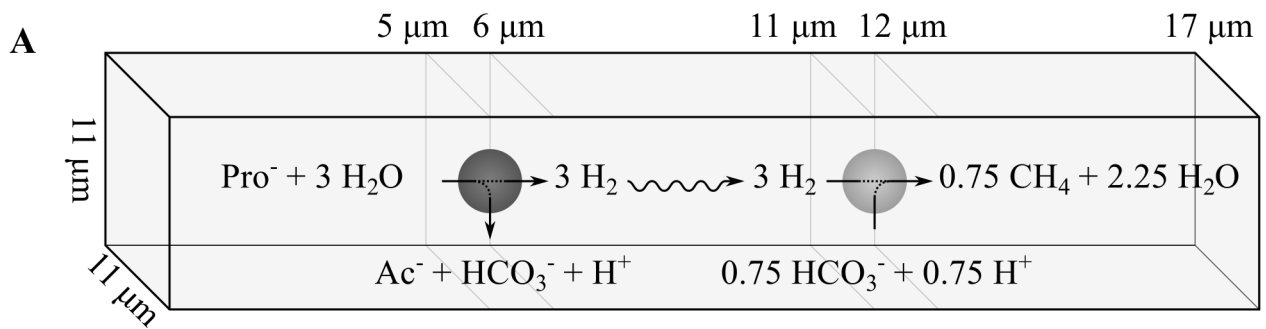 A
5 μm 6 μm 11 μm 12 μm 17 μm
11 μm
Pro⁻ + 3 H₂O 3 H₂ 3 H₂ 0.75 CH₄ + 2.25 H₂O
Ac⁻ + HCO₃⁻ + H⁺ 0.75 HCO₃⁻ + 0.75 H⁺
11 μm